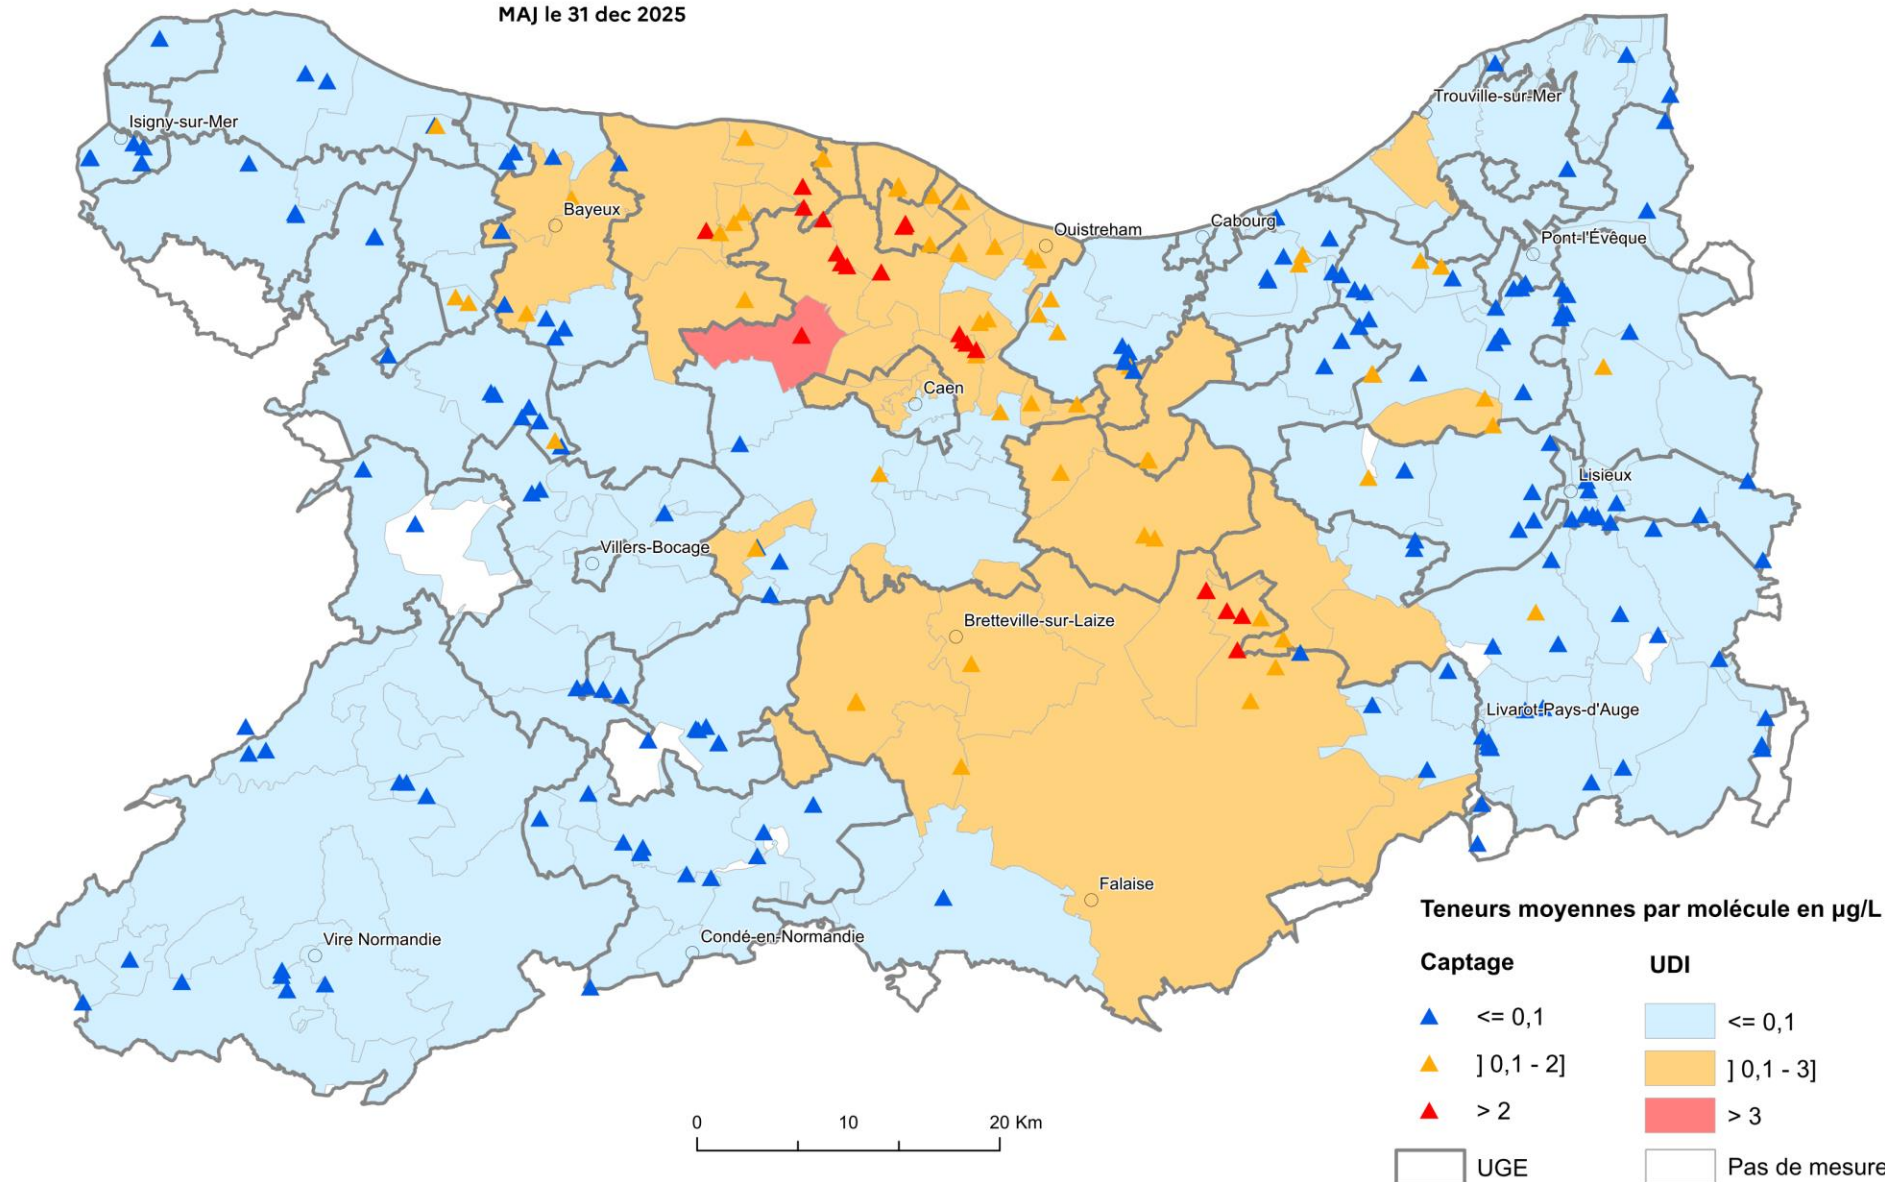 MAJ le 31 dec 2025
Trouville-sur-Mer
Isigny-sur-Mer
Bayeux
Ouistreham
Cabourg
Pont-l'Évêque
Caen
Lisieux
Villers-Bocage
Bretteville-sur-Laize
Livarot-Pays-d'Auge
Falaise
Vire Normandie
Condé-en-Normandie
Teneurs moyennes par molécule en µg/L
Captage UDI
<= 0,1 <= 0,1
] 0,1 - 2] ] 0,1 - 3]
> 2 > 3
UGE Pas de mesure
0 10 20 Km